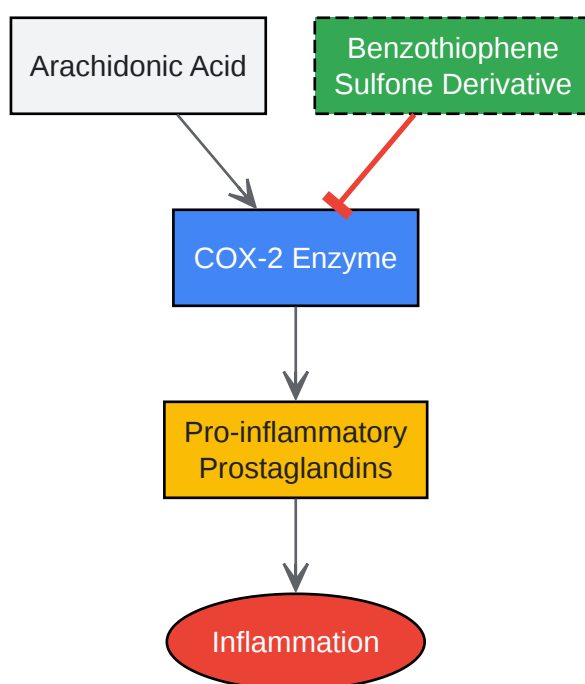 Arachidonic Acid
Benzothiophene
Sulfone Derivative
COX-2 Enzyme
Pro-inflammatory
Prostaglandins
Inflammation